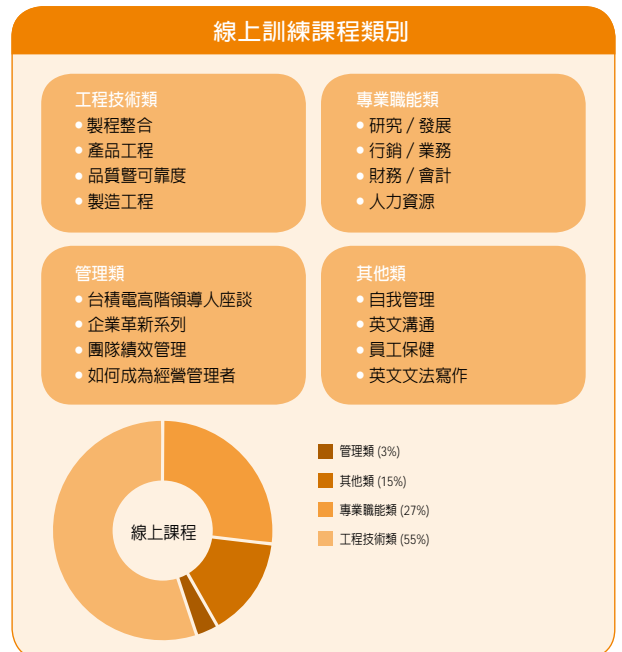 線上訓練課程類別
工程技術類
• 製程整合
• 產品工程
• 品質暨可靠度
• 製造工程
專業職能類
• 研究 / 發展
• 行銷 / 業務
• 財務 / 會計
• 人力資源
管理類
• 台積電高階領導人座談
• 企業革新系列
• 團隊績效管理
• 如何成為經營管理者
其他類
• 自我管理
• 英文溝通
• 員工保健
• 英文文法寫作
線上課程
管理類 (3%)
其他類 (15%)
專業職能類 (27%)
工程技術類 (55%)